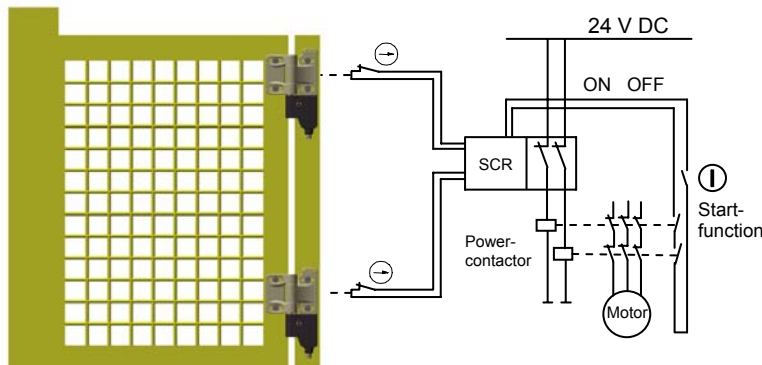 24 V DC
ON OFF
SCR
Start-
function
Power-
contactor
Motor